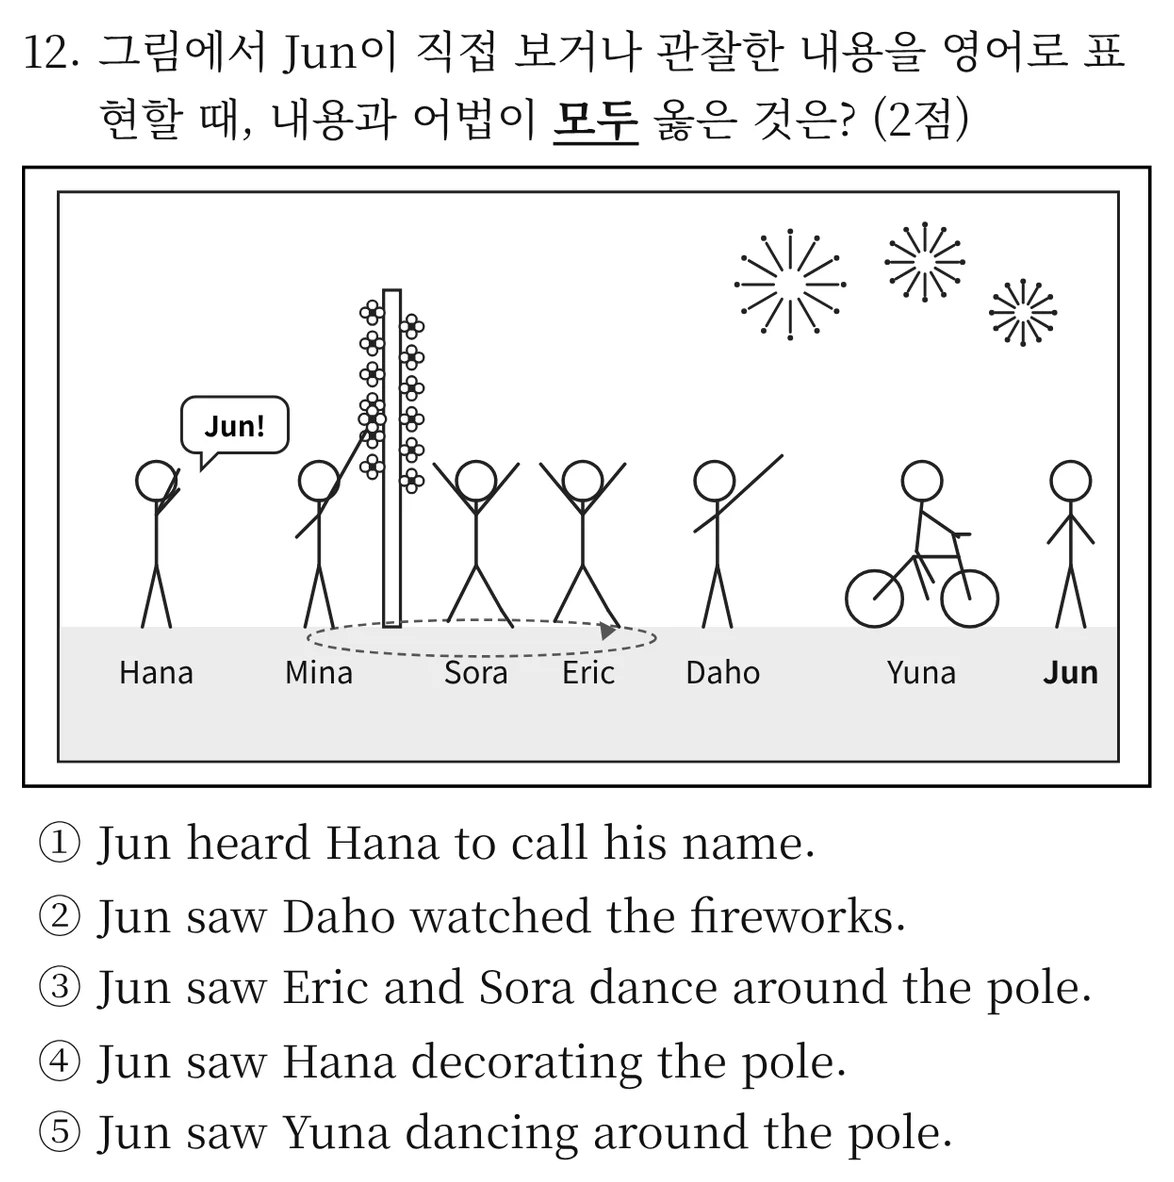 12. 그림에서 Jun이 직접 보거나 관찰한 내용을 영어로 표
현할 때, 내용과 어법이 모두 옳은 것은? (2점)
Jun!
Hana Mina Sora Eric Daho Yuna Jun
① Jun heard Hana to call his name.
② Jun saw Daho watched the fireworks.
③ Jun saw Eric and Sora dance around the pole.
④ Jun saw Hana decorating the pole.
⑤ Jun saw Yuna dancing around the pole.